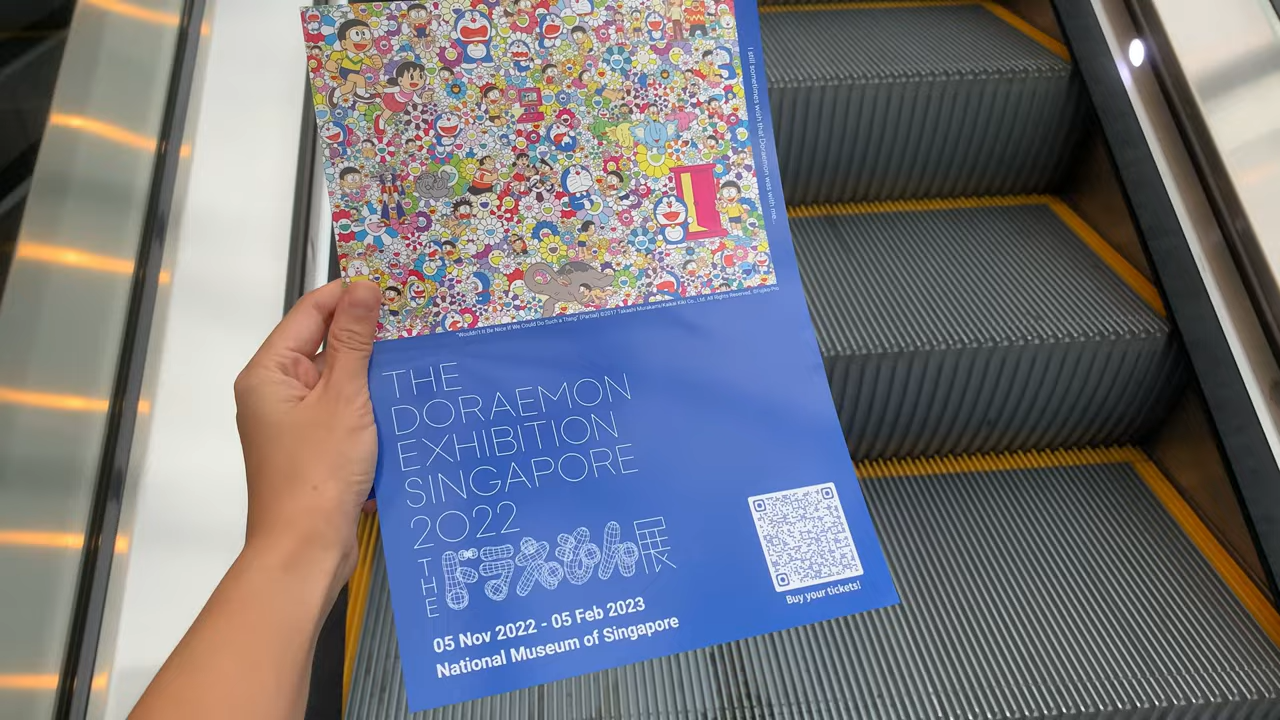 I still sometimes wish that Doraemon was with me...
"Wouldn't It Be Nice If We Could Do Such a Thing" (Partial) ©2017 Takashi Murakami/Kaikai Kiki Co., Ltd. All Rights Reserved. ©Fujiko-Pro
THE
DORAEMON
EXHIBITION
SINGAPORE
2022
THE ドラえもん展
05 Nov 2022 - 05 Feb 2023
National Museum of Singapore
Buy your tickets!